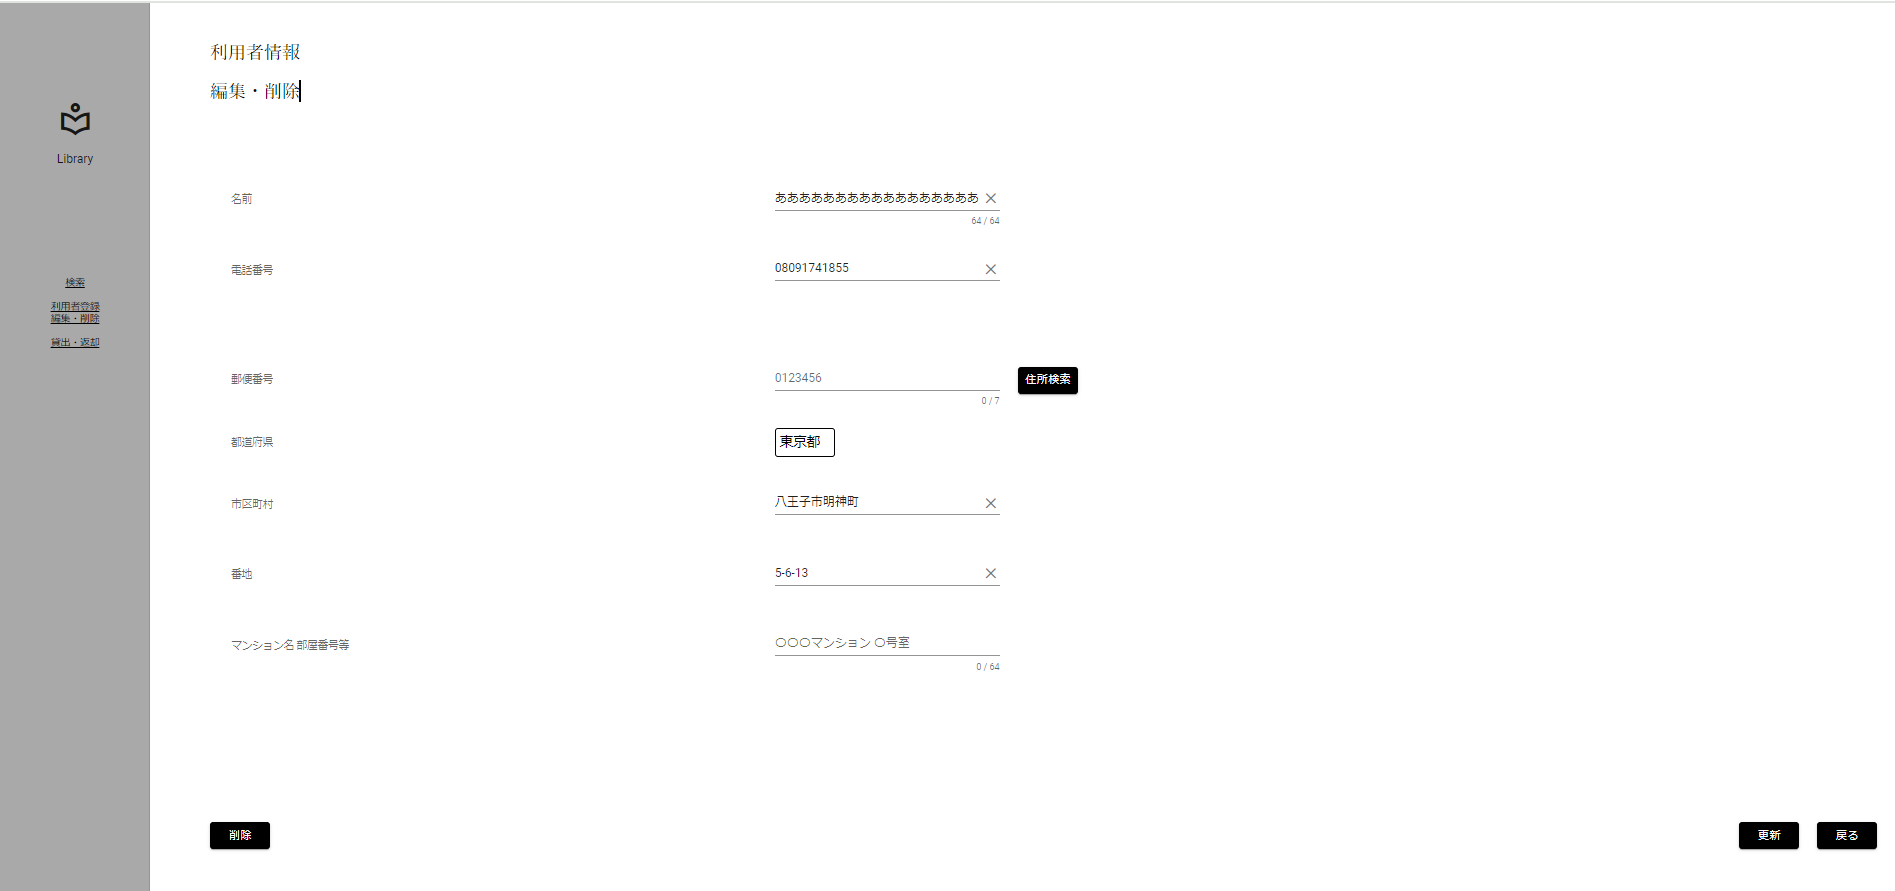 利用者情報
編集・削除
Library
検索
利用者登録
編集・削除
貸出・返却
名前
あああああああああああああああああ
64 / 64
電話番号
08091741855
郵便番号
0123456
住所検索
0 / 7
都道府県
東京都
市区町村
八王子市明神町
番地
5-6-13
マンション名 部屋番号等
〇〇〇マンション 〇号室
0 / 64
削除
更新
戻る